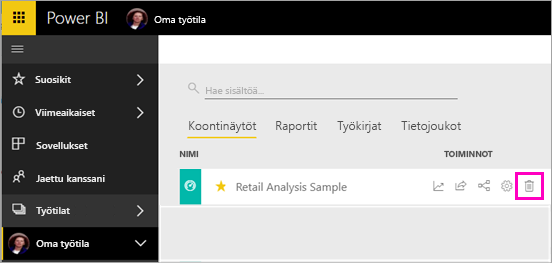 Power BI
Oma työtila
Suosikit
Viimeaikaiset
Sovellukset
Jaettu kanssani
Työtilat
Oma työtila
Hae sisältöä...
Koontinäytöt Raportit Työkirjat Tietojoukot
NIMI TOIMINNOT
Retail Analysis Sample